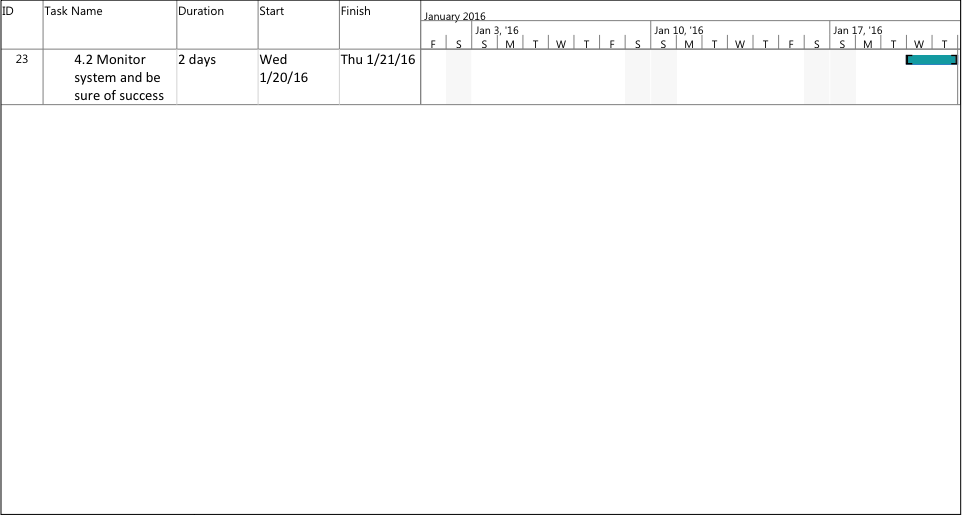 ID Task Name Duration Start Finish
January 2016
Jan 3, '16 Jan 10, '16 Jan 17, '16
F S S M T W T F S S M T W T F S S M T W T
23 4.2 Monitor 2 days Wed Thu 1/21/16
system and be 1/20/16
sure of success